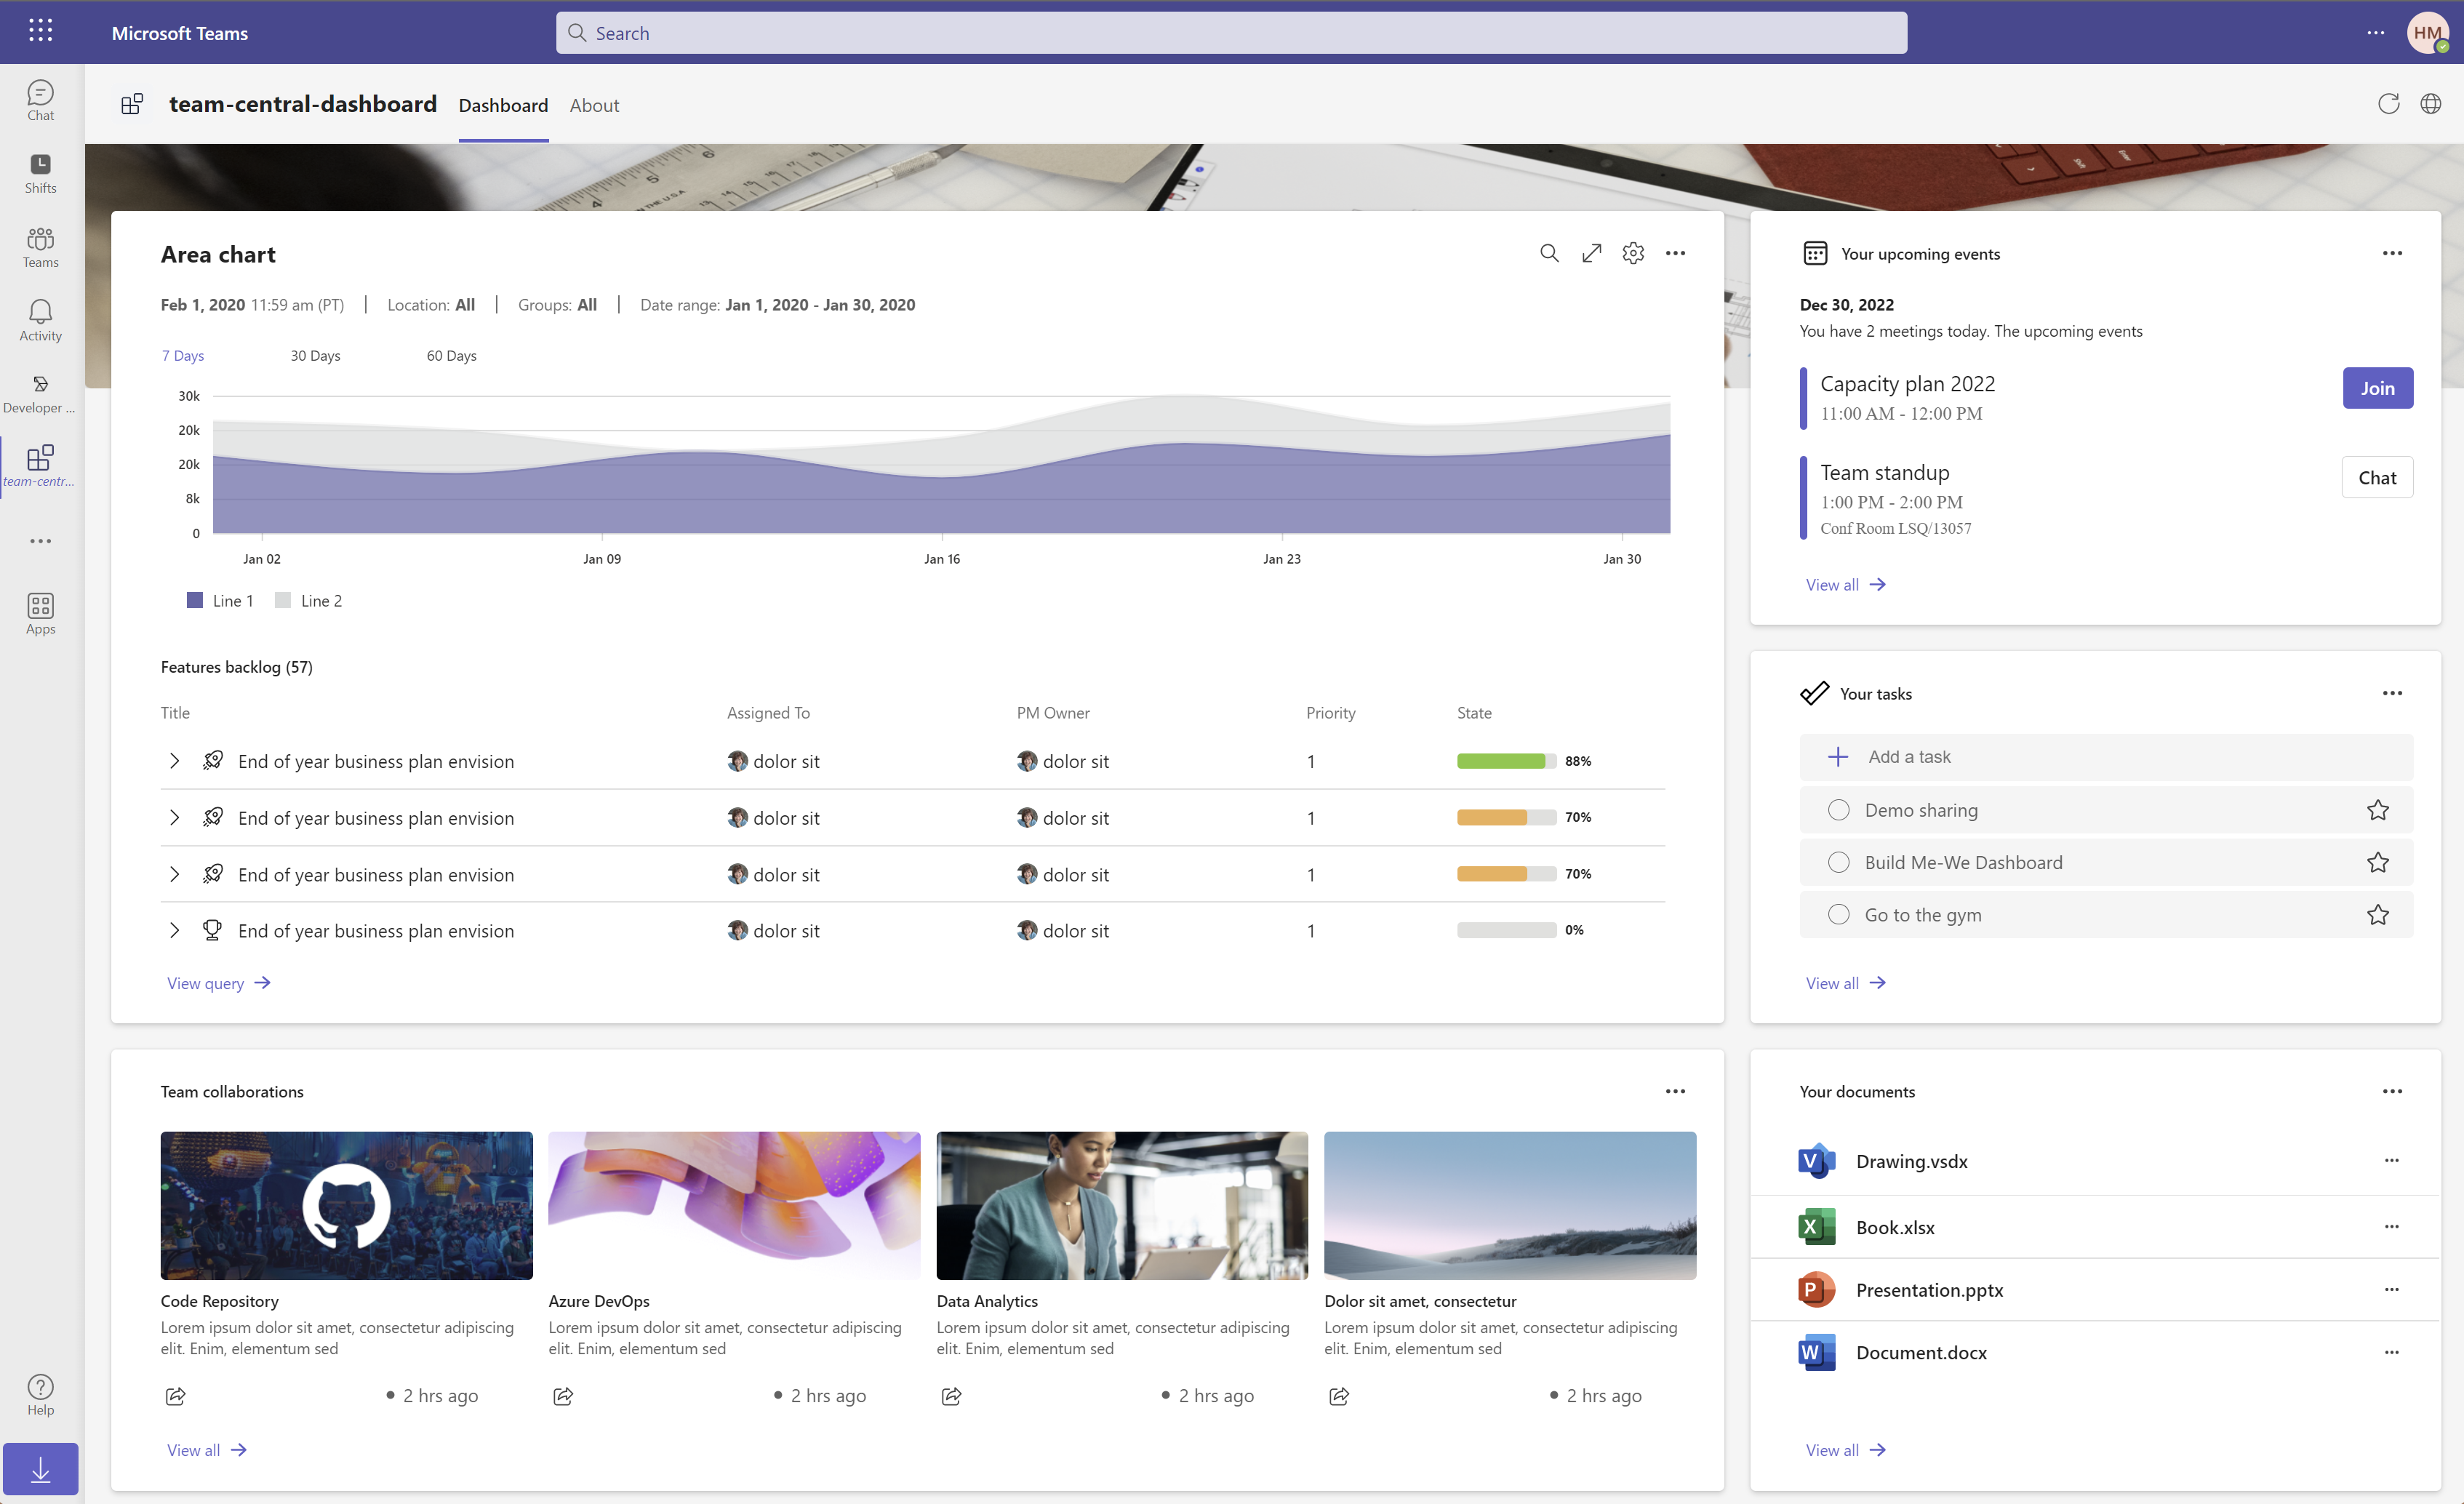 Microsoft Teams
Search
HM
Chat
Shifts
Teams
Activity
Developer ...
team-centr...
Apps
Help
team-central-dashboard
Dashboard
About
Area chart
Feb 1, 2020 11:59 am (PT) | Location: All | Groups: All | Date range: Jan 1, 2020 - Jan 30, 2020
7 Days 30 Days 60 Days
30k
20k
20k
8k
0
Jan 02 Jan 09 Jan 16 Jan 23 Jan 30
Line 1 Line 2
Features backlog (57)
Title Assigned To PM Owner Priority State
End of year business plan envision dolor sit dolor sit 1 88%
End of year business plan envision dolor sit dolor sit 1 70%
End of year business plan envision dolor sit dolor sit 1 70%
End of year business plan envision dolor sit dolor sit 1 0%
View query
Your upcoming events
Dec 30, 2022
You have 2 meetings today. The upcoming events
Capacity plan 2022
11:00 AM - 12:00 PM
Join
Team standup
1:00 PM - 2:00 PM
Conf Room LSQ/13057
Chat
View all
Your tasks
Add a task
Demo sharing
Build Me-We Dashboard
Go to the gym
View all
Team collaborations
Code Repository
Lorem ipsum dolor sit amet, consectetur adipiscing
elit. Enim, elementum sed
2 hrs ago
Azure DevOps
Lorem ipsum dolor sit amet, consectetur adipiscing
elit. Enim, elementum sed
2 hrs ago
Data Analytics
Lorem ipsum dolor sit amet, consectetur adipiscing
elit. Enim, elementum sed
2 hrs ago
Dolor sit amet, consectetur
Lorem ipsum dolor sit amet, consectetur adipiscing
elit. Enim, elementum sed
2 hrs ago
View all
Your documents
V Drawing.vsdx
X Book.xlsx
P Presentation.pptx
W Document.docx
View all